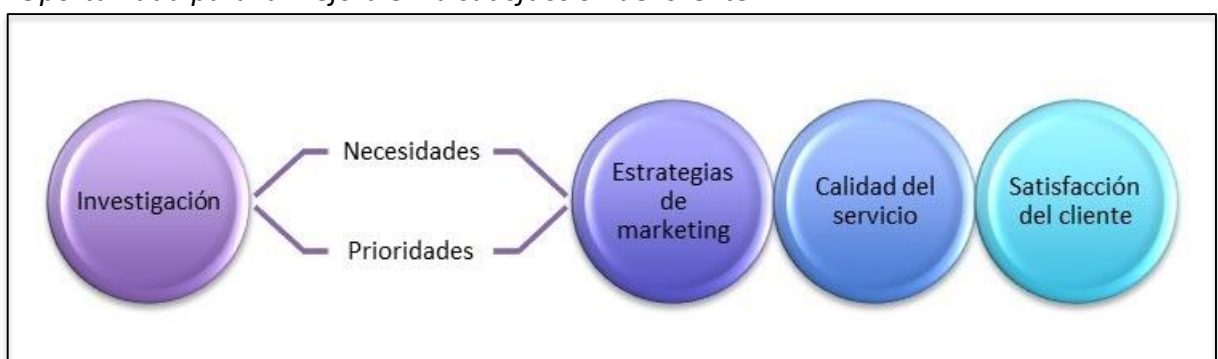 Investigación
Necesidades
Prioridades
Estrategias
de
marketing
Calidad del
servicio
Satisfacción
del cliente